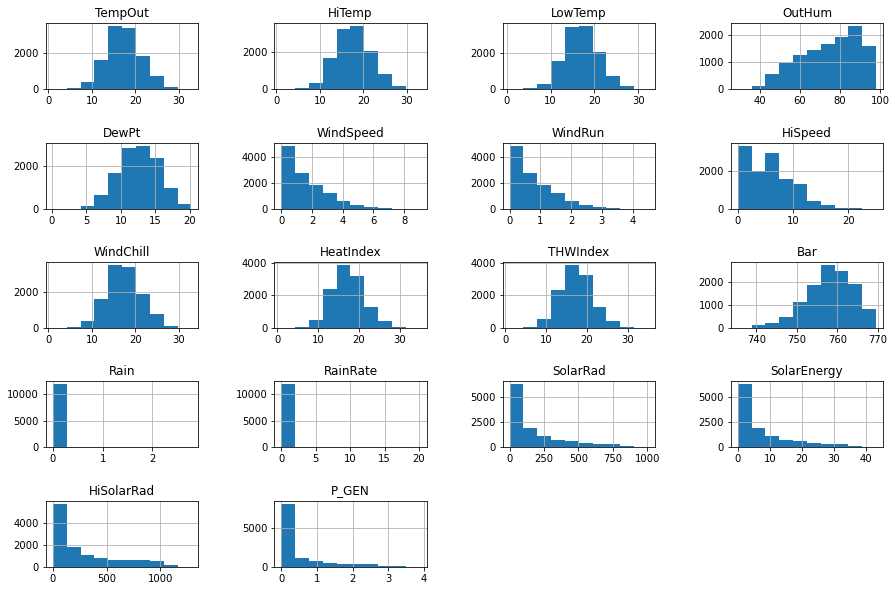 TempOut HiTemp LowTemp OutHum
2000
0
0 10 20 30
2000
0
0 10 20 30
2000
0
0 10 20 30
2000
1000
0
40 60 80 100
DewPt WindSpeed WindRun HiSpeed
2000
0
0 5 10 15 20
4000
2000
0
0 2 4 6 8
4000
2000
0
0 1 2 3 4
2000
0
0 10 20
WindChill HeatIndex THWIndex Bar
2000
0
0 10 20 30
4000
2000
0
0 10 20 30
4000
2000
0
0 10 20 30
2000
1000
0
740 750 760 770
Rain RainRate SolarRad SolarEnergy
10000
5000
0
0 1 2
10000
5000
0
0 5 10 15 20
5000
2500
0
0 250 500 750 1000
5000
2500
0
0 10 20 30 40
HiSolarRad P_GEN
4000
2000
0
0 500 1000
5000
0
0 1 2 3 4